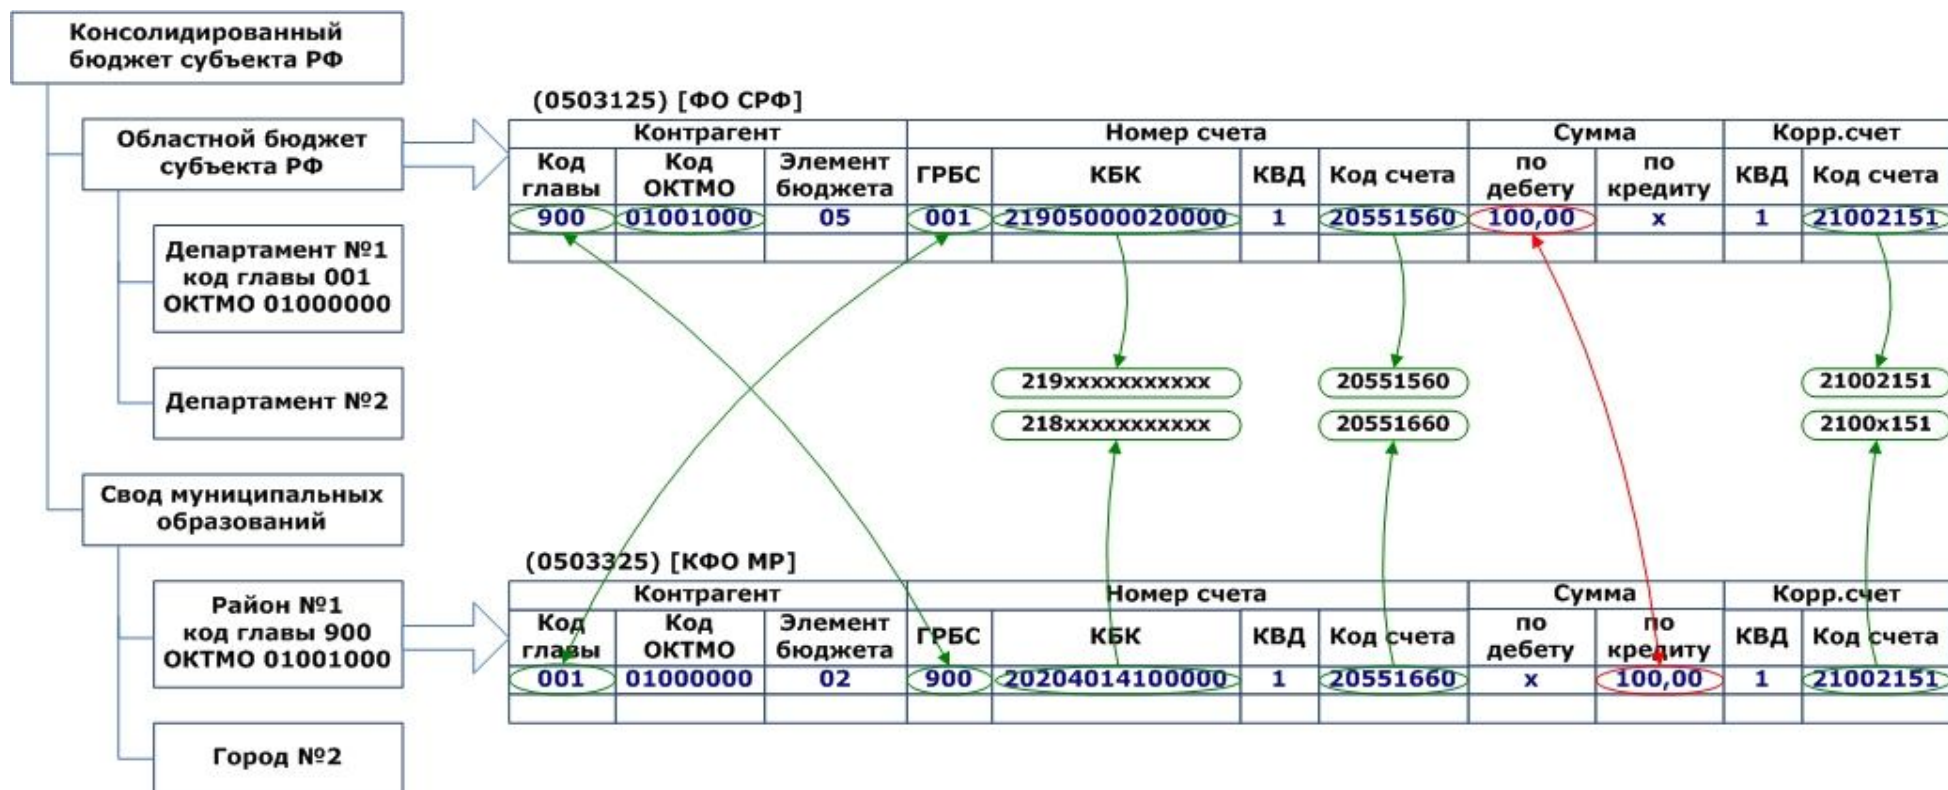 Консолидированный
бюджет субъекта РФ
Областной бюджет
субъекта РФ
Департамент №1
код главы 001
ОКТМО 01000000
Департамент №2
Свод муниципальных
образований
Район №1
код главы 900
ОКТМО 01001000
Город №2
(0503125) [ФО СРФ]
Контрагент Номер счета Сумма Корр.счет
Код главы Код ОКТМО Элемент бюджета ГРБС КБК КВД Код счета по дебету по кредиту КВД Код счета
900 01001000 05 001 21905000020000 1 20551560 100,00 x 1 21002151
219xxxxxxxxxxx 20551560 21002151
218xxxxxxxxxxx 20551660 2100x151
(0503325) [КФО МР]
Контрагент Номер счета Сумма Корр.счет
Код главы Код ОКТМО Элемент бюджета ГРБС КБК КВД Код счета по дебету по кредиту КВД Код счета
001 01000000 02 900 20204014100000 1 20551660 x 100,00 1 21002151